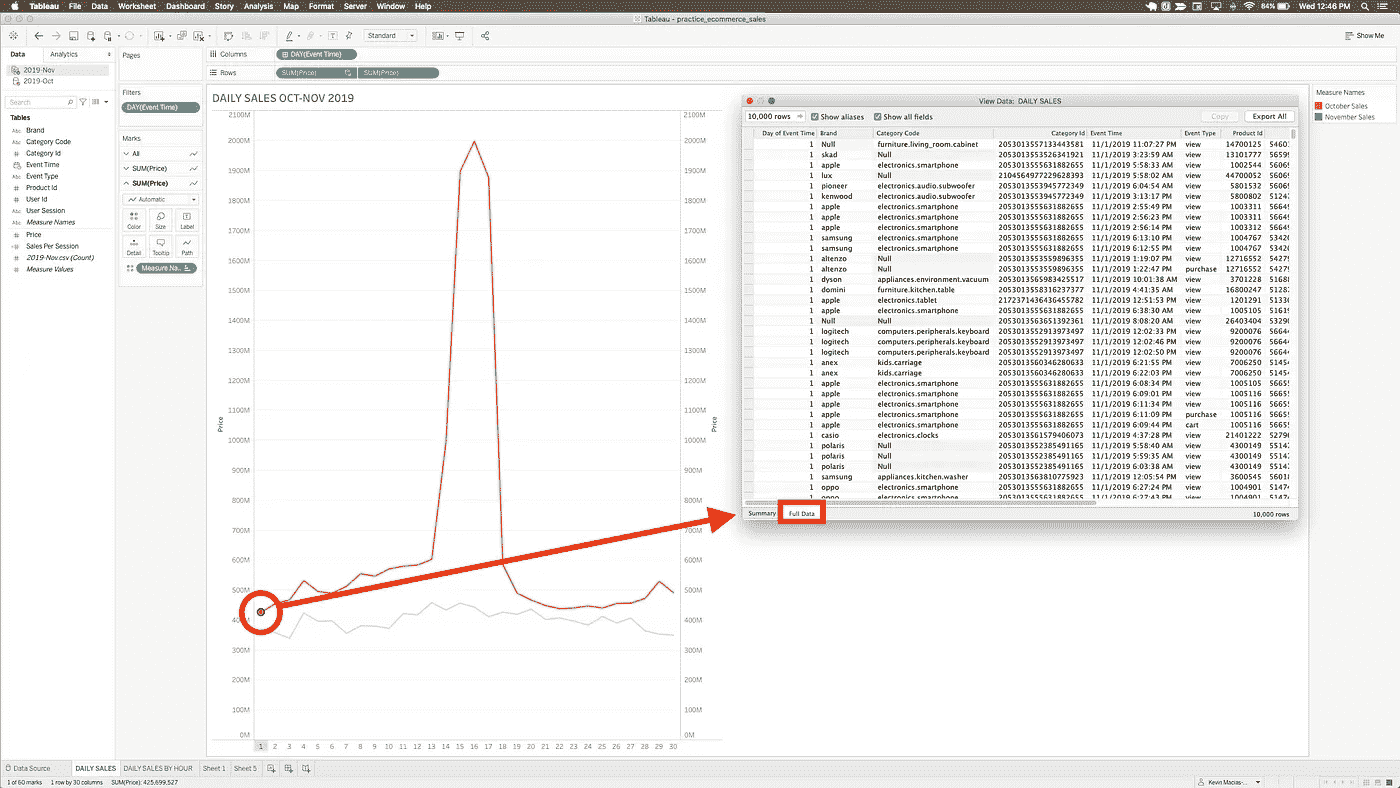 Tableau File Data Worksheet Dashboard Story Analysis Map Format Server Window Help
84% Wed 12:46 PM
Tableau - practice_ecommerce_sales
Standard
Show Me
Data Analytics
2019-Nov
2019-Oct
Search
Tables
Abc Brand
Abc Category Code
# Category Id
Event Time
Abc Event Type
# Product Id
# User Id
Abc User Session
Abc Measure Names
# Price
# Sales Per Session
# 2019-Nov.csv (Count)
# Measure Values
Pages
Filters
DAY(Event Time)
Marks
All
SUM(Price)
SUM(Price)
Automatic
Color Size Label
Detail Tooltip Path
Measure Na..
Columns DAY(Event Time)
Rows SUM(Price) SUM(Price)
DAILY SALES OCT-NOV 2019
2100M 2100M
2000M 2000M
1900M 1900M
1800M 1800M
1700M 1700M
1600M 1600M
1500M 1500M
1400M 1400M
1300M 1300M
1200M 1200M
1100M 1100M
1000M 1000M
900M 900M
800M 800M
700M 700M
600M 600M
500M 500M
400M
300M 300M
200M 200M
100M 100M
0M 0M
Price
Price
1 2 3 4 5 6 7 8 9 10 11 12 13 14 15 16 17 18 19 20 21 22 23 24 25 26 27 28 29 30
View Data: DAILY SALES
10,000 rows Show aliases Show all fields Copy Export All
Day of Event Time Brand Category Code Category Id Event Time Event Type Product Id
1 Null furniture.living_room.cabinet 2053013557133443581 11/1/2019 11:07:27 PM view 14700125 5460
1 skad Null 2053013553526341921 11/1/2019 3:23:59 AM view 13101777 5659
1 apple electronics.smartphone 2053013555631882655 11/1/2019 5:58:33 AM view 1002544 5606
1 lux Null 2104564977228923628 11/1/2019 5:58:02 AM view 44700052 5606
1 pioneer electronics.audio.subwoofer 2053013553945772349 11/1/2019 6:04:54 AM view 5801532 5606
1 kenwood electronics.audio.subwoofer 2053013553945772349 11/1/2019 3:13:17 PM view 5800802 5124
1 apple electronics.smartphone 2053013555631882655 11/1/2019 2:55:49 PM view 1003311 5664
1 apple electronics.smartphone 2053013555631882655 11/1/2019 2:56:23 PM view 1003311 5664
1 apple electronics.smartphone 2053013555631882655 11/1/2019 2:56:14 PM view 1003312 5664
1 samsung electronics.smartphone 2053013555631882655 11/1/2019 6:13:10 PM view 1004767 5342
1 samsung electronics.smartphone 2053013555631882655 11/1/2019 6:12:55 PM view 1004767 5342
1 altenzo Null 2053013553559896355 11/1/2019 1:19:07 PM view 12716552 5427
1 altenzo Null 2053013553559896355 11/1/2019 1:22:47 PM purchase 12716552 5427
1 dyson appliances.environment.vacuum 2053013565983425517 11/1/2019 10:01:38 AM view 3701228 5168
1 domini furniture.kitchen.table 2053013558316237377 11/1/2019 4:41:35 AM view 16800247 5128
1 apple electronics.tablet 2172371436436455782 11/1/2019 12:51:53 PM view 1201291 5133
1 apple electronics.smartphone 2053013555631882655 11/1/2019 6:38:30 AM view 1002544 5161
1 Null Null 2053013563651392361 11/1/2019 8:08:20 AM view 26403404 5329
1 logitech computers.peripherals.keyboard 2053013552913973497 11/1/2019 12:02:32 PM view 9200076 5664
1 logitech computers.peripherals.keyboard 2053013552913973497 11/1/2019 12:02:46 PM view 9200076 5664
1 logitech computers.peripherals.keyboard 2053013552913973497 11/1/2019 12:02:50 PM view 9200076 5664
1 anex kids.carriage 2053013560346280633 11/1/2019 6:21:55 PM view 7006250 5145
1 anex kids.carriage 2053013560346280633 11/1/2019 6:22:03 PM view 7006250 5145
1 apple electronics.smartphone 2053013555631882655 11/1/2019 6:08:34 PM view 1005105 5665
1 apple electronics.smartphone 2053013555631882655 11/1/2019 6:09:01 PM view 1005116 5665
1 apple electronics.smartphone 2053013555631882655 11/1/2019 6:11:34 PM view 1005116 5665
1 apple electronics.smartphone 2053013555631882655 11/1/2019 6:11:09 PM purchase 1005116 5665
1 apple electronics.smartphone 2053013555631882655 11/1/2019 6:09:44 PM cart 1005116 5665
1 casio electronics.clocks 2053013561579406073 11/1/2019 4:37:28 PM view 21401222 5279
1 polaris Null 2053013552385491165 11/1/2019 5:58:40 AM view 4300149 5514
1 polaris Null 2053013552385491165 11/1/2019 5:59:35 AM view 4300149 5514
1 polaris Null 2053013552385491165 11/1/2019 6:03:38 AM view 4300149 5514
1 samsung appliances.kitchen.washer 2053013563810775923 11/1/2019 12:05:54 PM view 3600545 5601
1 oppo electronics.smartphone 2053013555631882655 11/1/2019 6:27:24 PM view 1004901 5514
1 oppo electronics.smartphone 2053013555631882655 11/1/2019 6:27:43 PM view 1004901 5514
Summary Full Data 10,000 rows
Measure Names
October Sales
November Sales
Data Source DAILY SALES DAILY SALES BY HOUR Sheet 1 Sheet 5
1 of 60 marks 1 row by 30 columns SUM(Price): 425,699,527
Kevin Macias-...